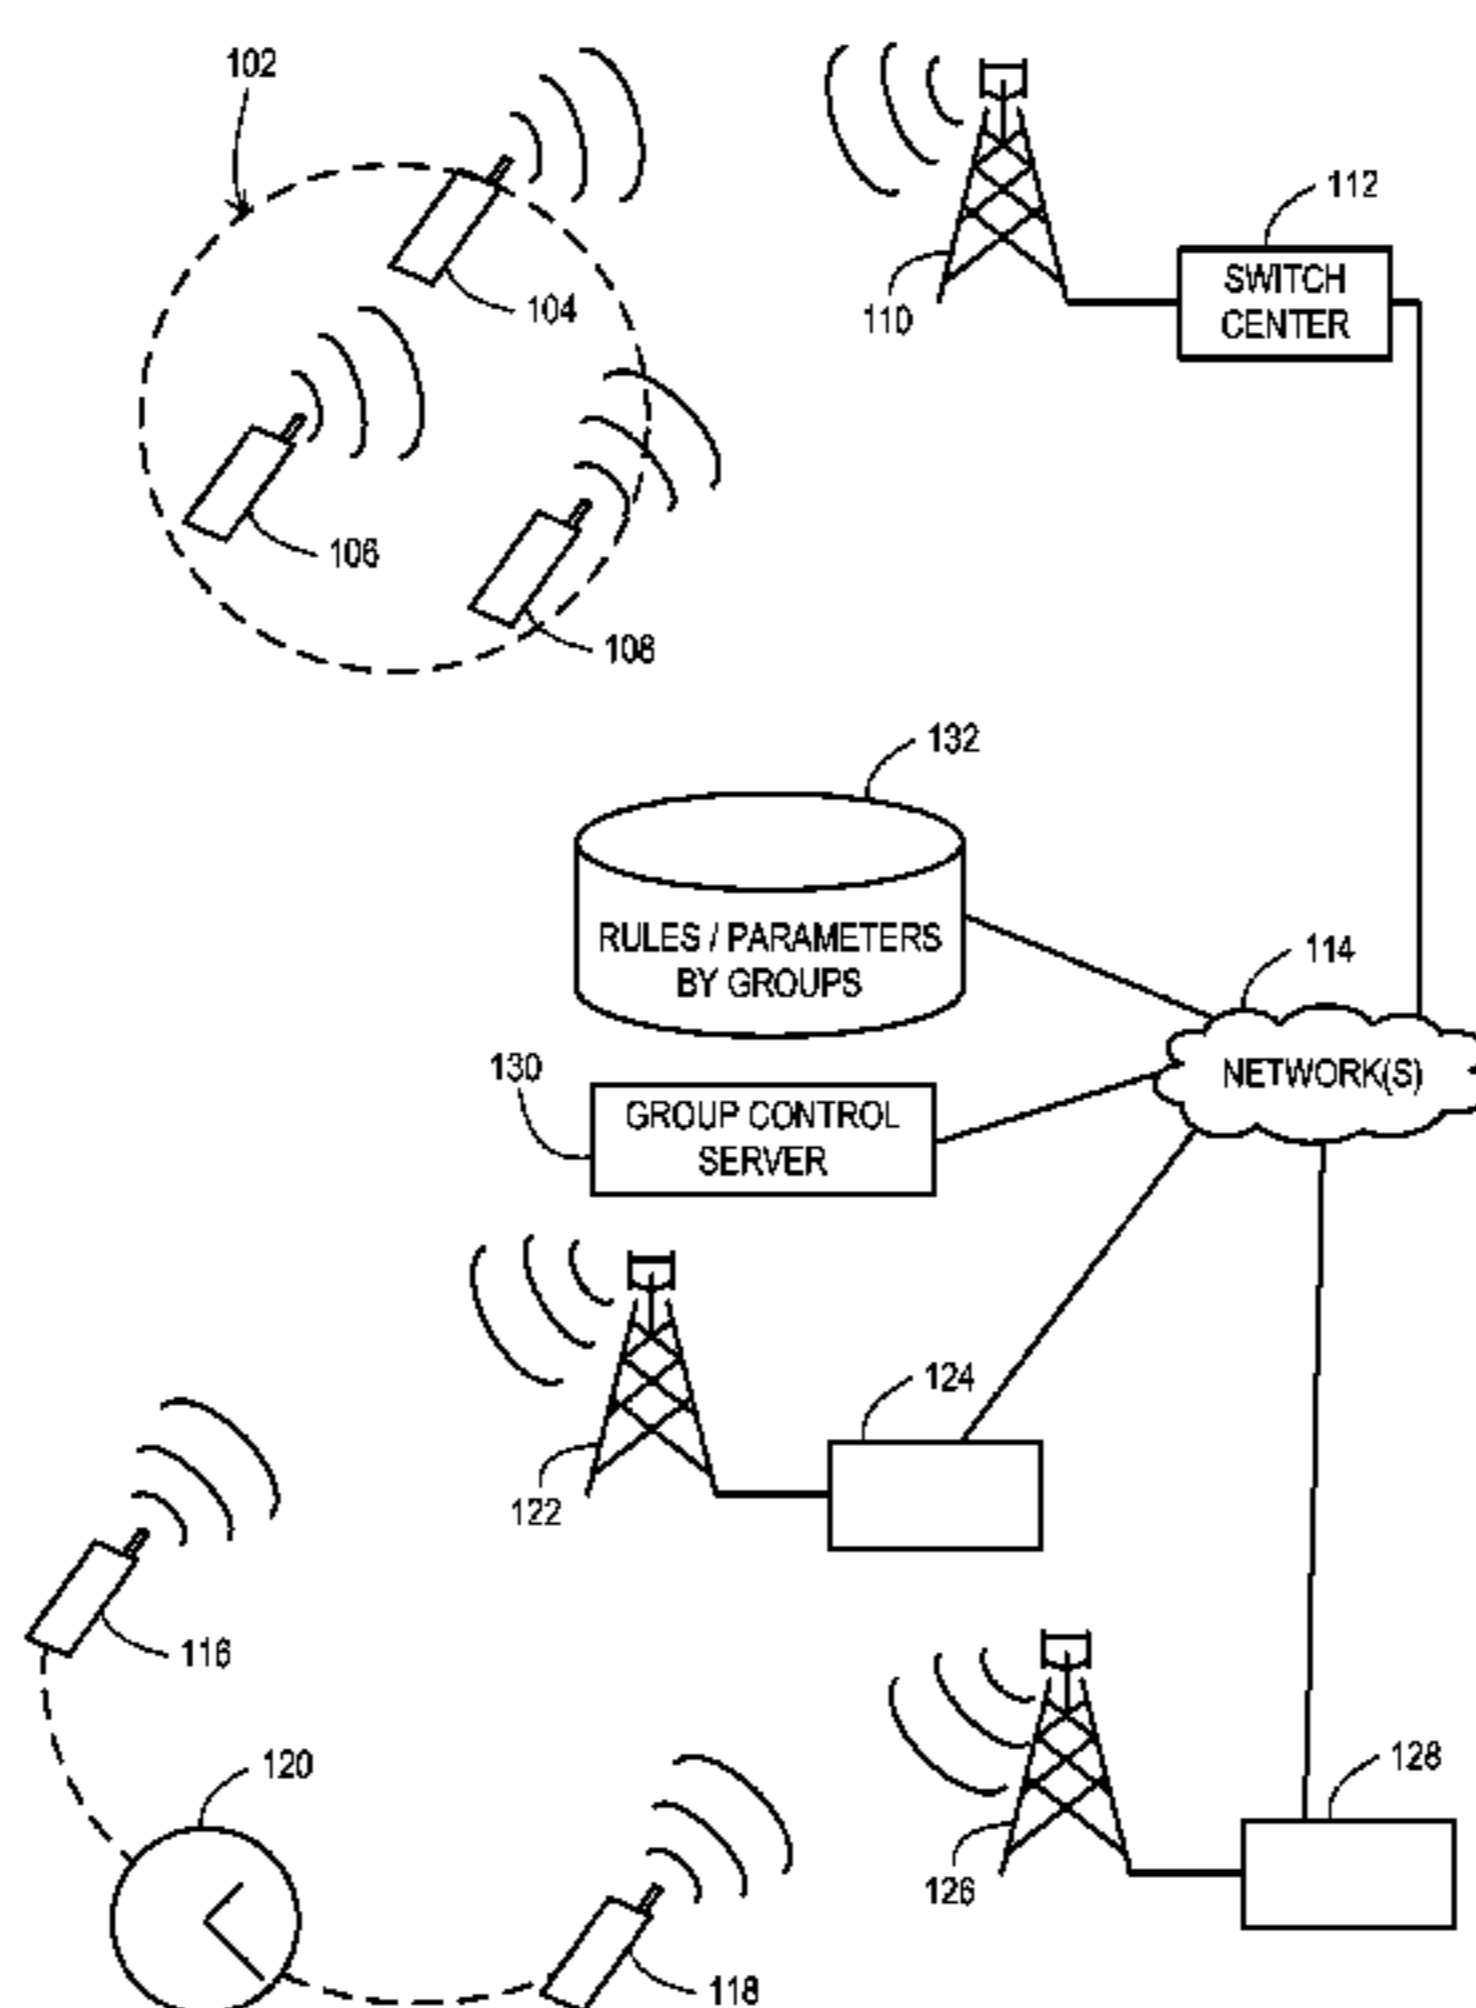 102
104
106
108
110
112
SWITCH
CENTER
132
RULES / PARAMETERS
BY GROUPS
114
NETWORK(S)
130
GROUP CONTROL
SERVER
124
122
116
120
118
126
128